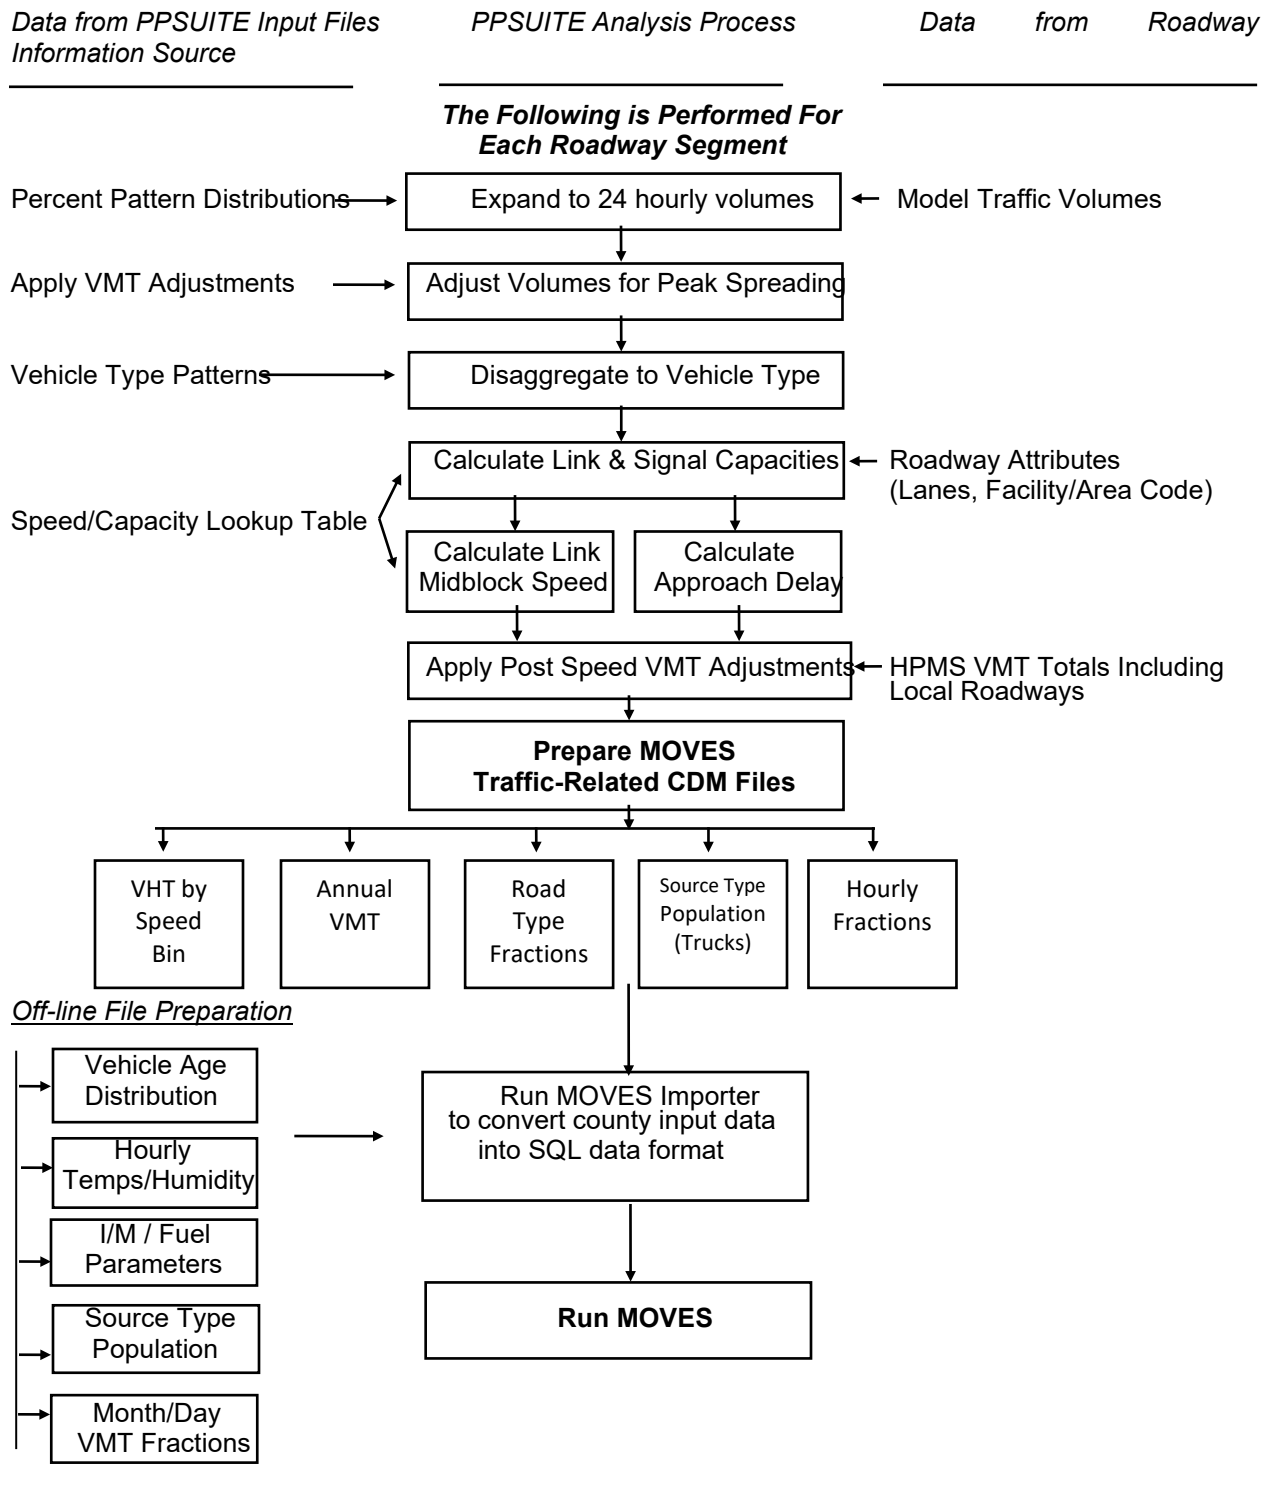 Data from PPSUITE Input Files
Information Source
PPSUITE Analysis Process
Data from Roadway
The Following is Performed For
Each Roadway Segment
Percent Pattern Distributions
Expand to 24 hourly volumes
Model Traffic Volumes
Apply VMT Adjustments
Adjust Volumes for Peak Spreading
Vehicle Type Patterns
Disaggregate to Vehicle Type
Calculate Link & Signal Capacities
Roadway Attributes
(Lanes, Facility/Area Code)
Speed/Capacity Lookup Table
Calculate Link
Midblock Speed
Calculate
Approach Delay
Apply Post Speed VMT Adjustments
HPMS VMT Totals Including
Local Roadways
Prepare MOVES
Traffic-Related CDM Files
VHT by
Speed
Bin
Annual
VMT
Road
Type
Fractions
Source Type
Population
(Trucks)
Hourly
Fractions
Off-line File Preparation
Vehicle Age
Distribution
Hourly
Temps/Humidity
I/M / Fuel
Parameters
Source Type
Population
Month/Day
VMT Fractions
Run MOVES Importer
to convert county input data
into SQL data format
Run MOVES